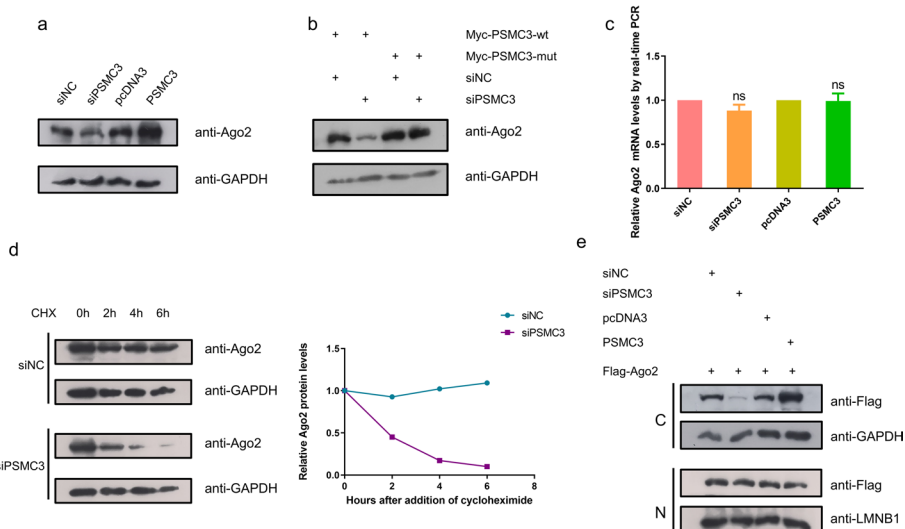 a
siNC
siPSMC3
pcDNA3
PSMC3
anti-Ago2
anti-GAPDH
b
+ + Myc-PSMC3-wt
+ + Myc-PSMC3-mut
+ + siNC
+ + siPSMC3
anti-Ago2
anti-GAPDH
c
Relative Ago2 mRNA levels by real-time PCR
1.5
1.0
0.5
0.0
ns
ns
siNC
siPSMC3
pcDNA3
PSMC3
d
CHX 0h 2h 4h 6h
siNC
anti-Ago2
anti-GAPDH
siPSMC3
anti-Ago2
anti-GAPDH
siNC
siPSMC3
Relative Ago2 protein levels
1.5
1.0
0.5
0.0
0 2 4 6 8
Hours after addition of cycloheximide
e
siNC +
siPSMC3 +
pcDNA3 +
PSMC3 +
Flag-Ago2 + + + +
C
anti-Flag
anti-GAPDH
N
anti-Flag
anti-LMNB1